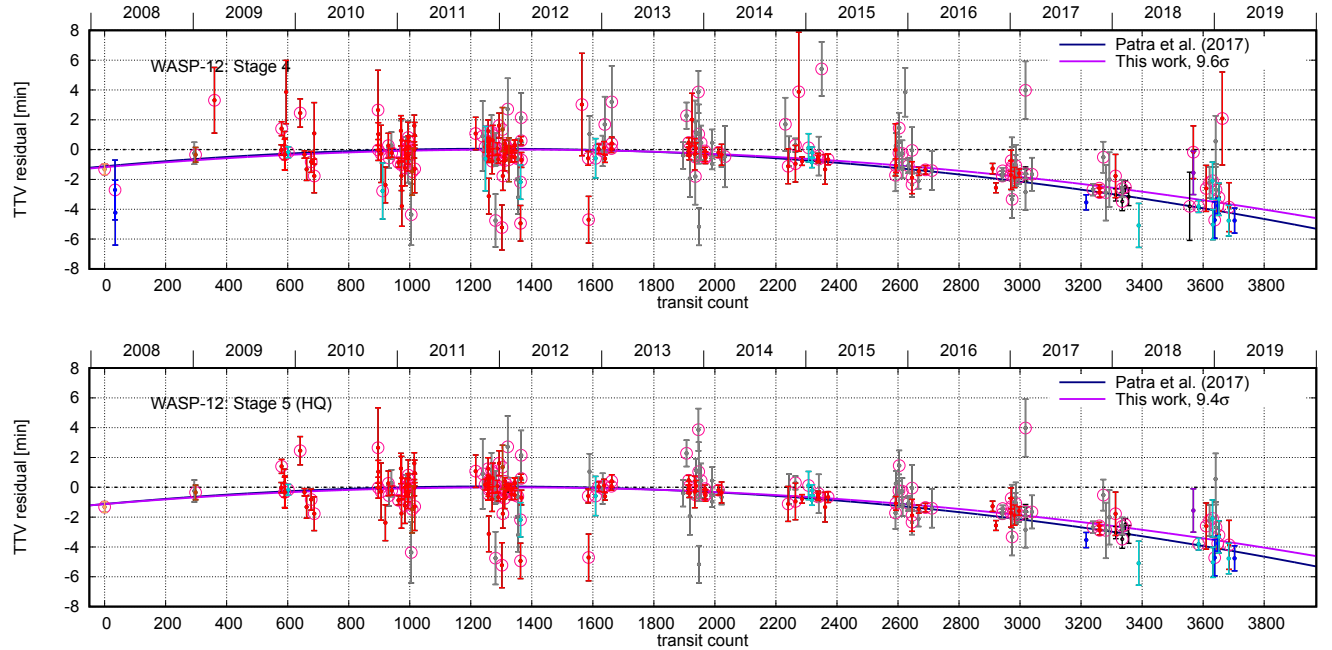 2008 2009 2010 2011 2012 2013 2014 2015 2016 2017 2018 2019
8
6
4
2
0
-2
-4
-6
-8
TTV residual [min]
WASP-12: Stage 4
Patra et al. (2017)
This work, 9.6σ
0 200 400 600 800 1000 1200 1400 1600 1800 2000 2200 2400 2600 2800 3000 3200 3400 3600 3800
transit count
2008 2009 2010 2011 2012 2013 2014 2015 2016 2017 2018 2019
8
6
4
2
0
-2
-4
-6
-8
TTV residual [min]
WASP-12: Stage 5 (HQ)
Patra et al. (2017)
This work, 9.4σ
0 200 400 600 800 1000 1200 1400 1600 1800 2000 2200 2400 2600 2800 3000 3200 3400 3600 3800
transit count